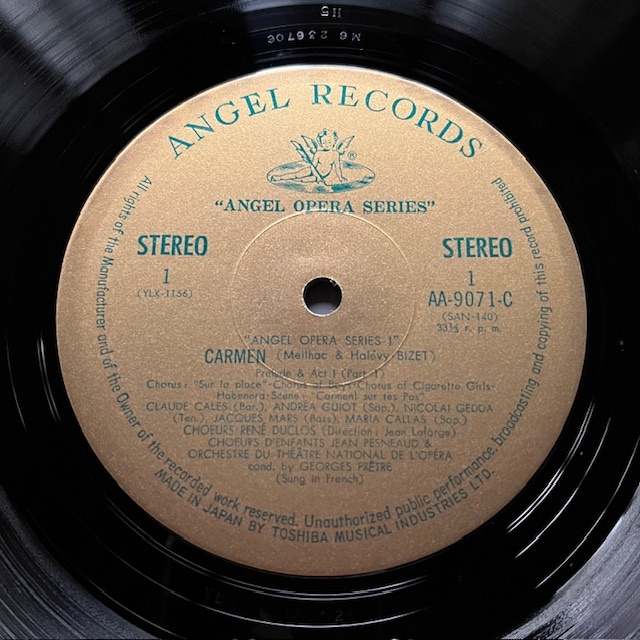 ANGEL RECORDS
®
"ANGEL OPERA SERIES"
STEREO
1
(YLX-1156)
STEREO
1
AA-9071-C
(SAN-140)
33⅓ r. p. m.
"ANGEL OPERA SERIES 1"
CARMEN (Meilhac & Halévy-BIZET)
Prelude & Act I (Part 1)
Chorus: "Sur la place"-Chorus of Boys-Chorus of Cigarette-Girls-
Habanera-Scene: "Carmen! sur tes Pas"
CLAUDE CALES (Bar.), ANDREA GUIOT (Sop.), NICOLAI GEDDA
(Ten.), JACQUES MARS (Bass), MARIA CALLAS (Sop.)
CHOEURS RENÉ DUCLOS (Direction: Jean Laforge)
CHOEURS D'ENFANTS JEAN PESNEAUD &
ORCHESTRE DU THÉÂTRE NATIONAL DE L'OPÉRA
cond. by GEORGES PRÊTRE
(Sung in French)
All rights of the Manufacturer and of the Owner of the recorded work reserved. Unauthorized public performance, broadcasting and copying of this record prohibited
MADE IN JAPAN BY TOSHIBA MUSICAL INDUSTRIES LTD.